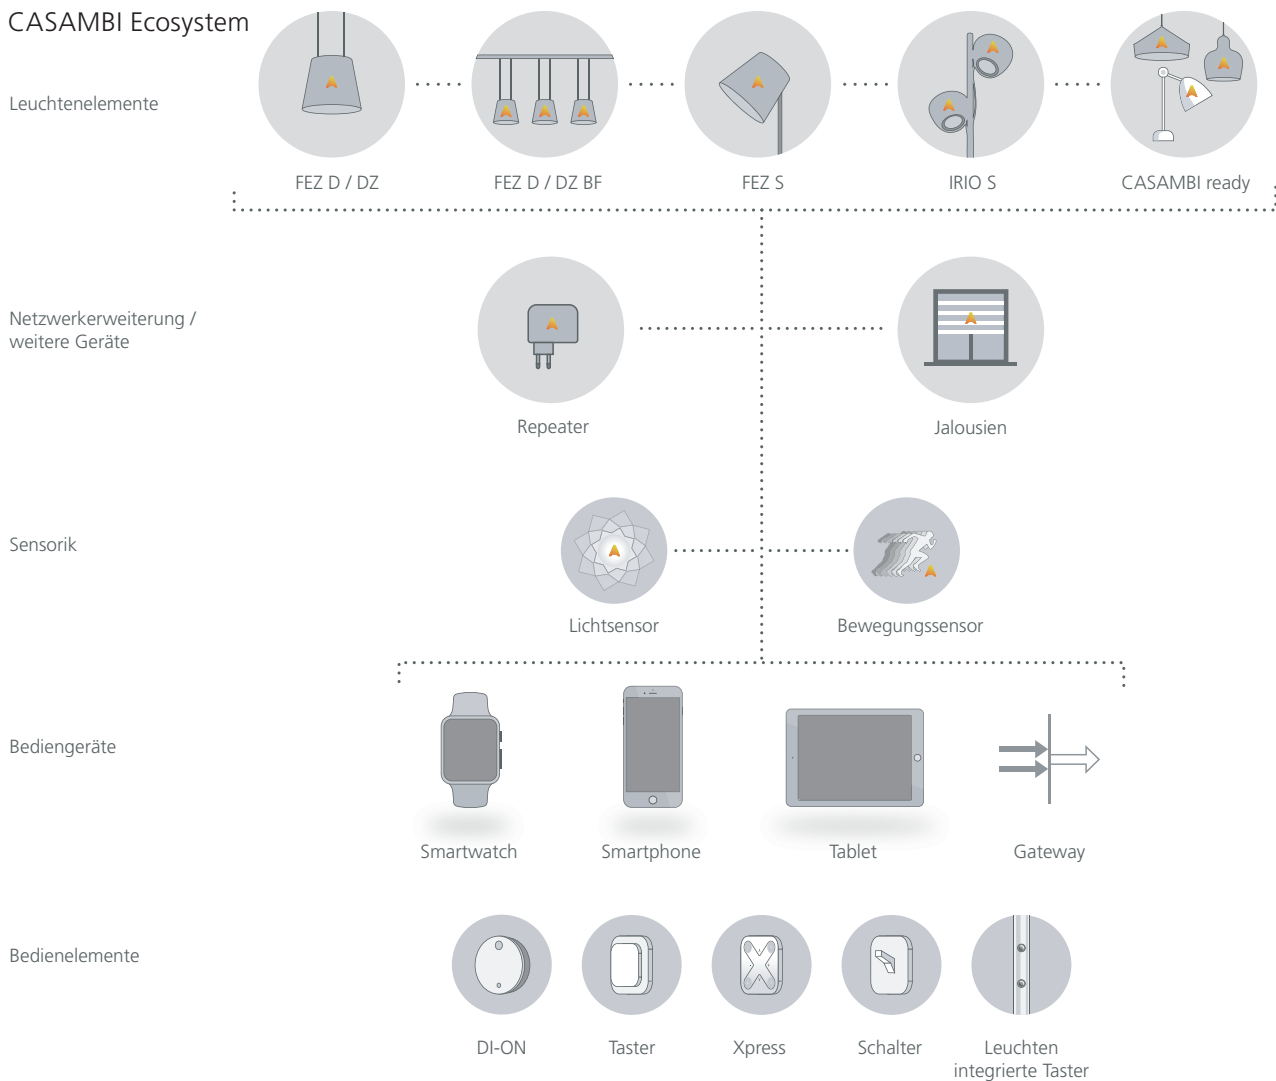 CASAMBI Ecosystem
Leuchtenelemente
FEZ D / DZ
FEZ D / DZ BF
FEZ S
IRIO S
CASAMBI ready
Netzwerkerweiterung /
weitere Geräte
Repeater
Jalousien
Sensorik
Lichtsensor
Bewegungssensor
Bediengeräte
Smartwatch
Smartphone
Tablet
Gateway
Bedienelemente
DI-ON
Taster
Xpress
Schalter
Leuchten
integrierte Taster